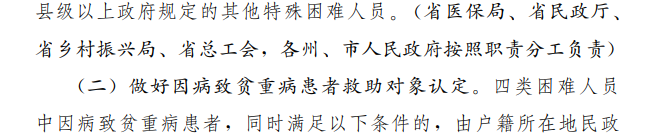 县级以上政府规定的其他特殊困难人员。（省医保局、省民政厅、
省乡村振兴局、省总工会，各州、市人民政府按照职责分工负责）
（二）做好因病致贫重病患者救助对象认定。四类困难人员
中因病致贫重病患者，同时满足以下条件的，由户籍所在地民政